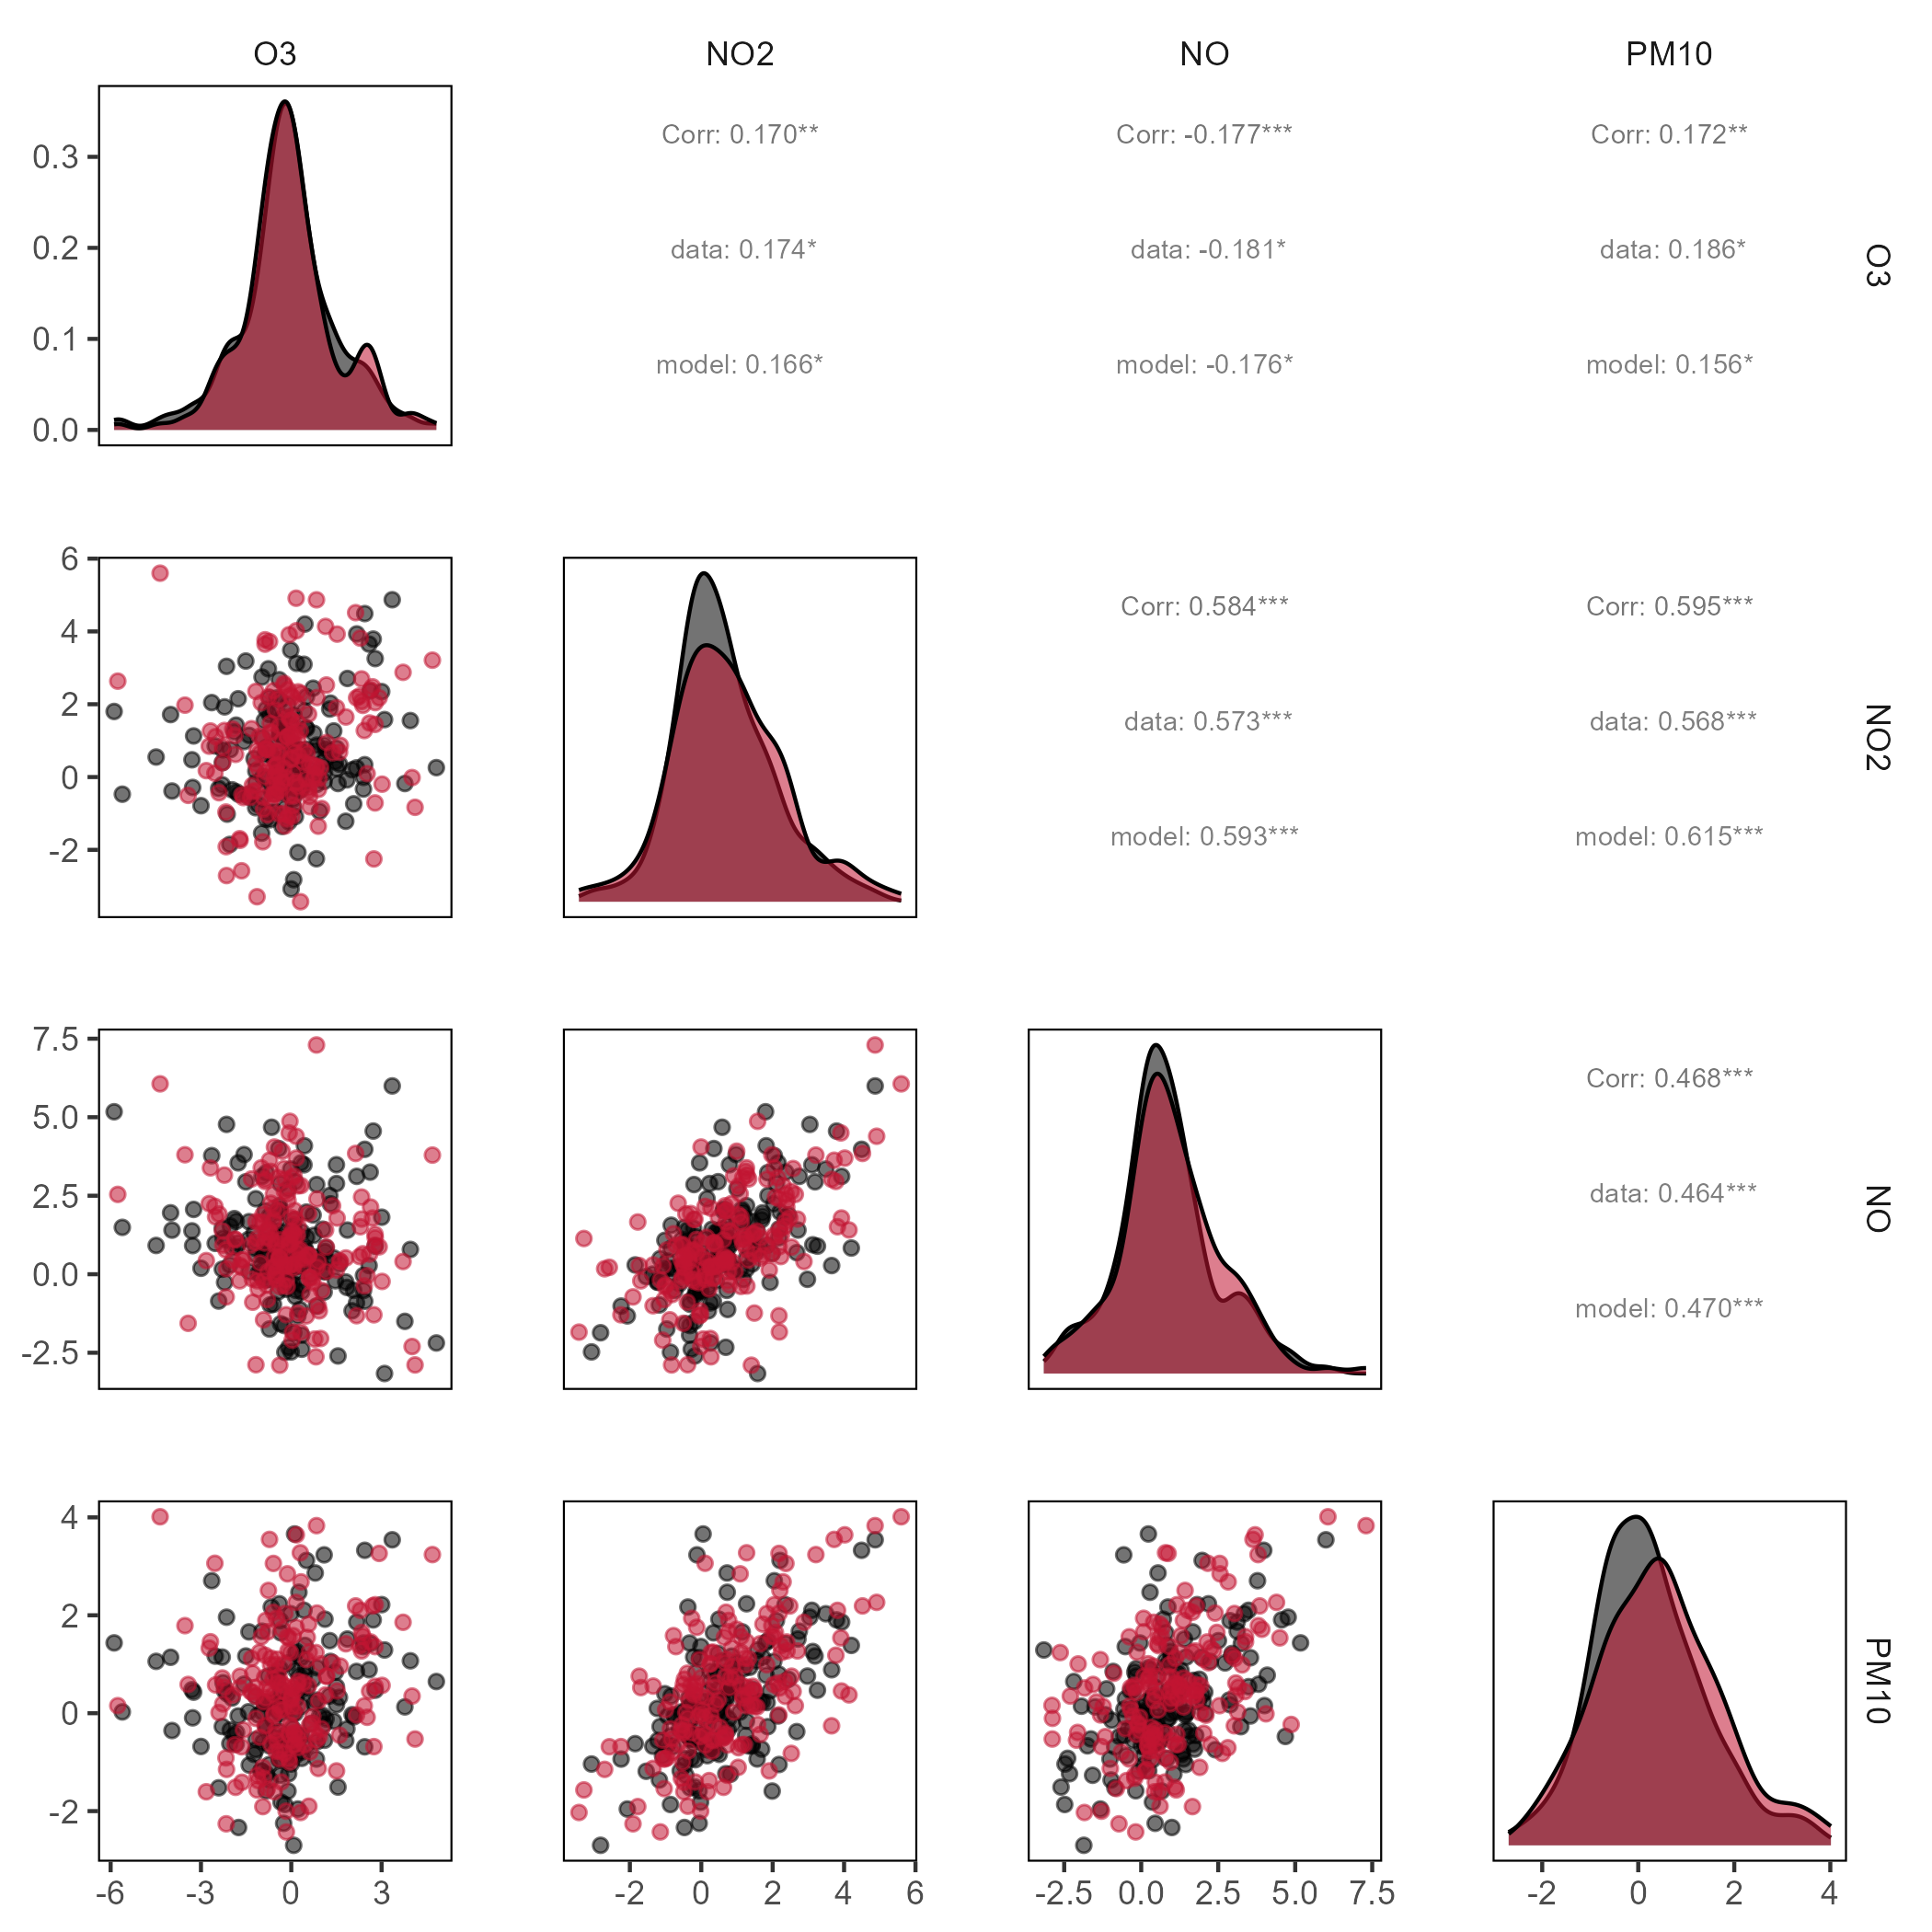 O3 NO2 NO PM10
0.3
0.2
0.1
0.0
Corr: 0.170**
data: 0.174*
model: 0.166*
Corr: -0.177***
data: -0.181*
model: -0.176*
Corr: 0.172**
data: 0.186*
model: 0.156*
O3
6
4
2
0
-2
Corr: 0.584***
data: 0.573***
model: 0.593***
Corr: 0.595***
data: 0.568***
model: 0.615***
NO2
7.5
5.0
2.5
0.0
-2.5
Corr: 0.468***
data: 0.464***
model: 0.470***
NO
4
2
0
-2
PM10
-6 -3 0 3
-2 0 2 4 6
-2.5 0.0 2.5 5.0 7.5
-2 0 2 4